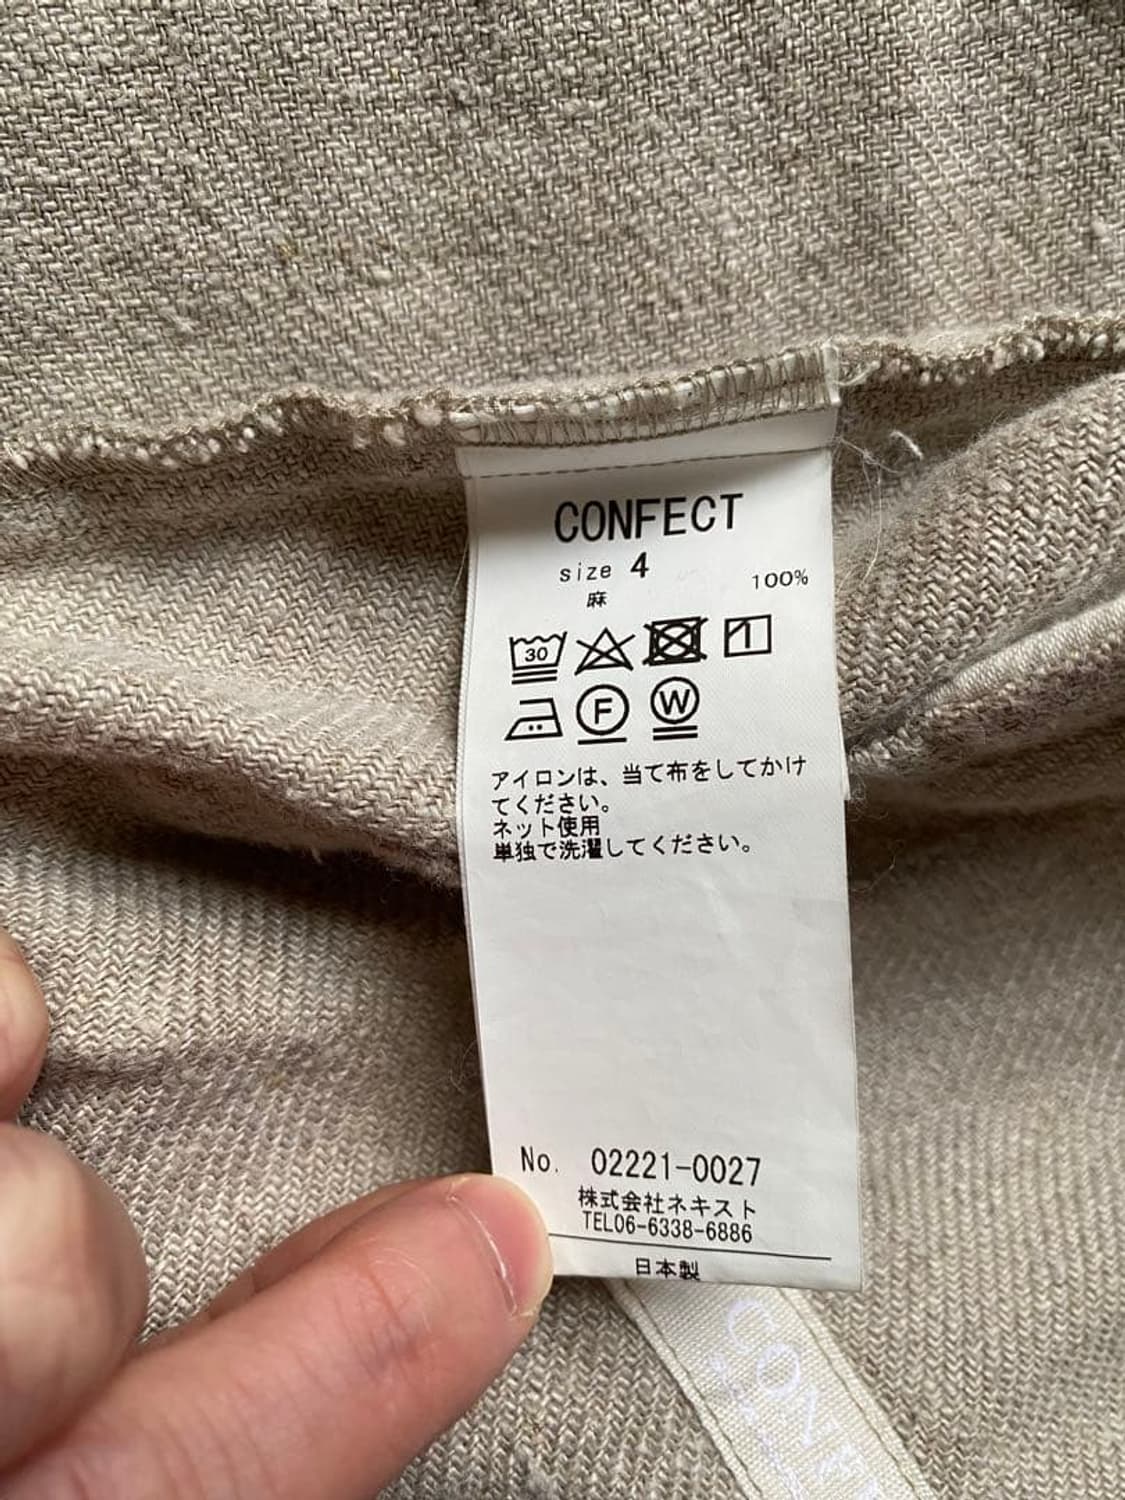 CONFECT
size 4
麻 100%
30
F W
アイロンは、当て布をしてかけ
てください。
ネット使用
単独で洗濯してください。
No. 02221-0027
株式会社ネキスト
TEL06-6338-6886
日本製